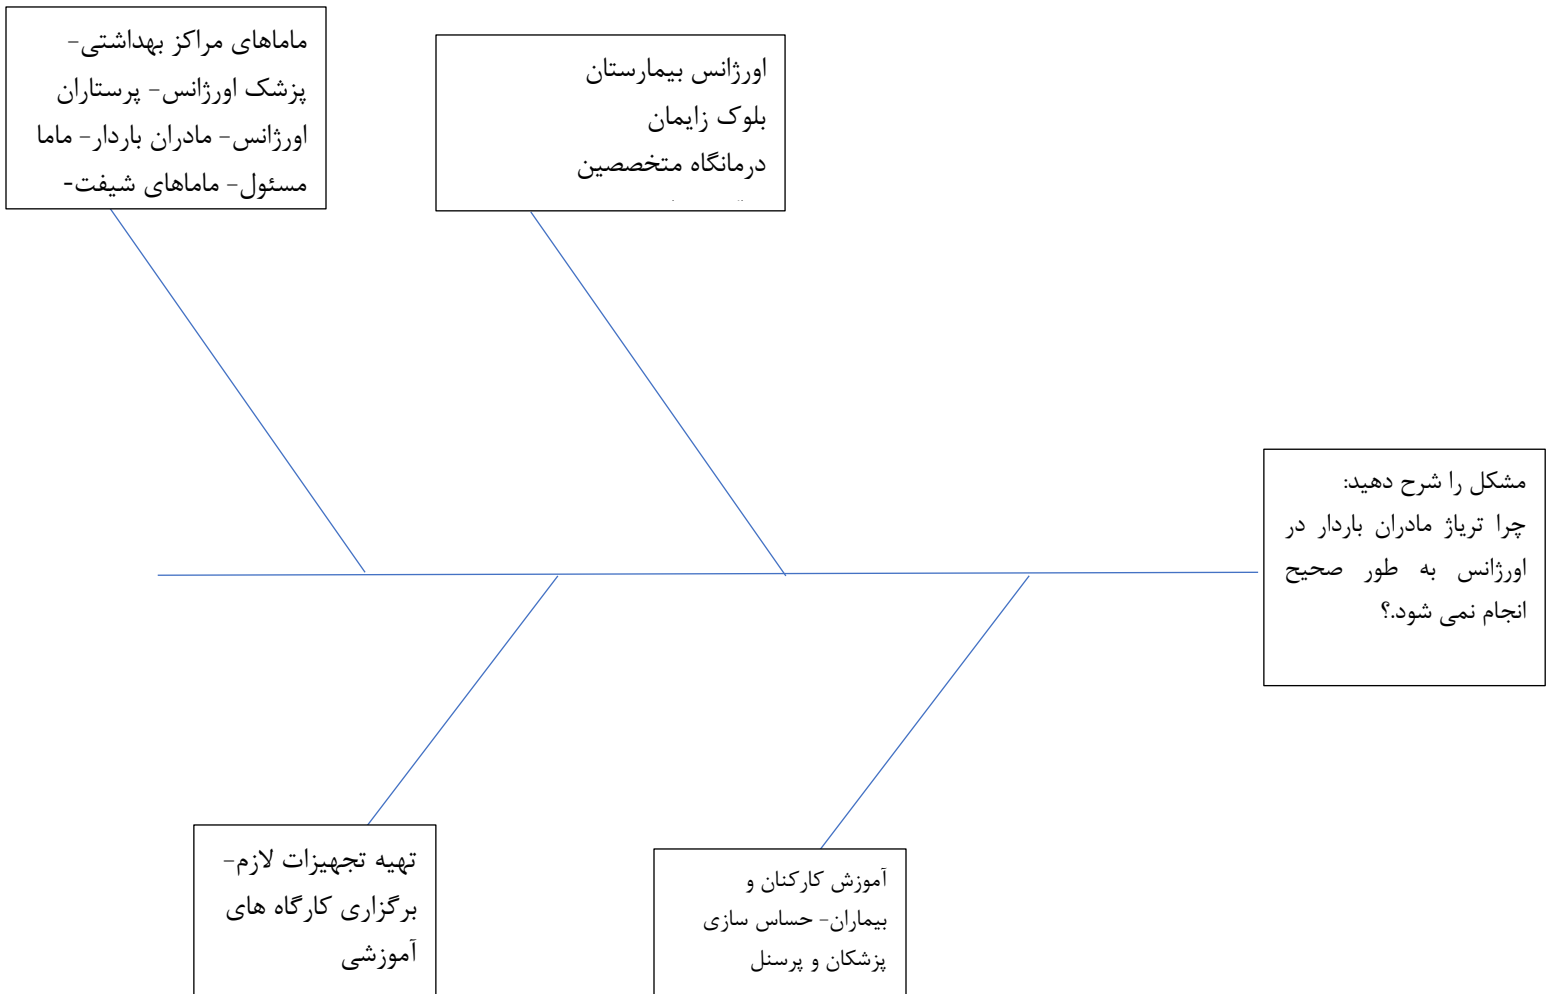 ماماهای مراکز بهداشتی-
پزشک اورژانس- پرستاران
اورژانس- مادران باردار- ماما
مسئول- ماماهای شیفت-
اورژانس بیمارستان
بلوک زایمان
درمانگاه متخصصین
مشکل را شرح دهید:
چرا تریاژ مادران باردار در
اورژانس به طور صحیح
انجام نمی شود.؟
تهیه تجهیزات لازم-
برگزاری کارگاه های
آموزشی
آموزش کارکنان و
بیماران- حساس سازی
پزشکان و پرسنل